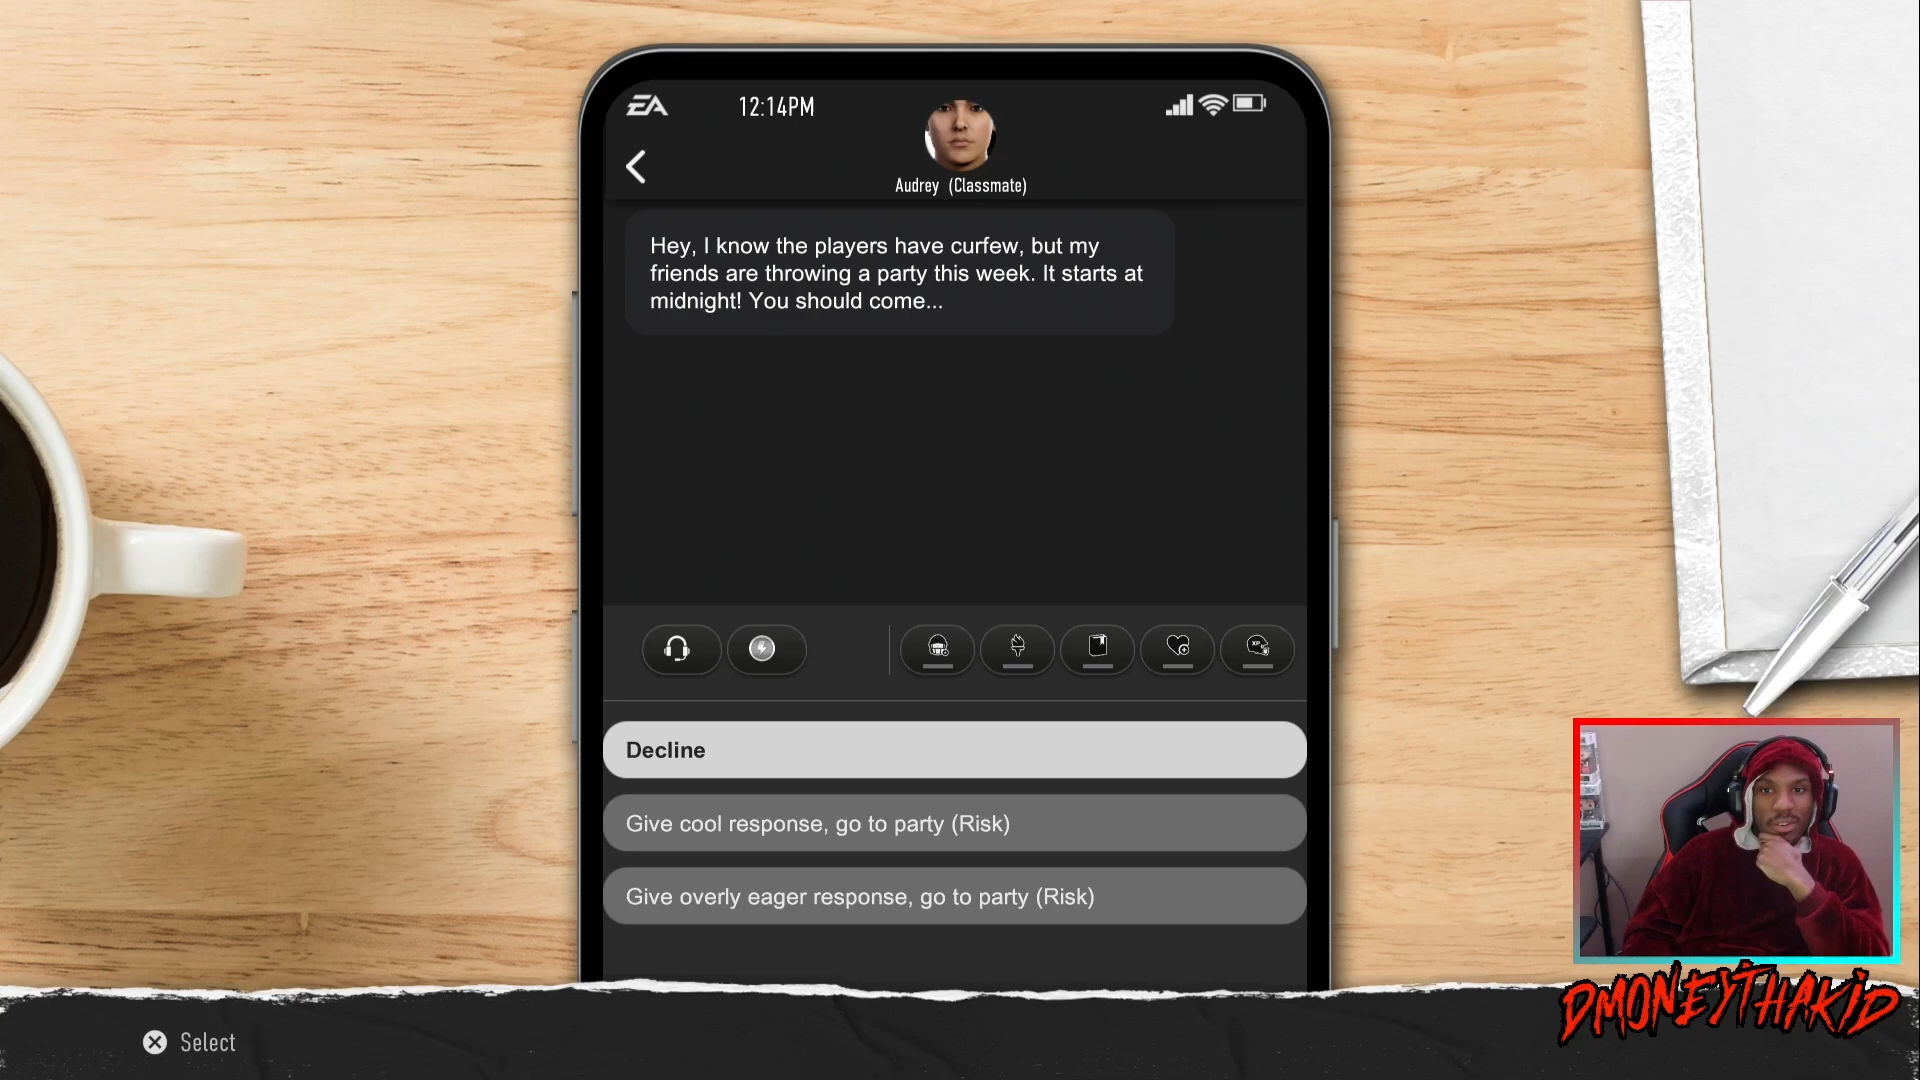 EA
12:14PM
Audrey (Classmate)
Hey, I know the players have curfew, but my
friends are throwing a party this week. It starts at
midnight! You should come...
XP
Decline
Give cool response, go to party (Risk)
Give overly eager response, go to party (Risk)
Select
DMONEYTHAKID